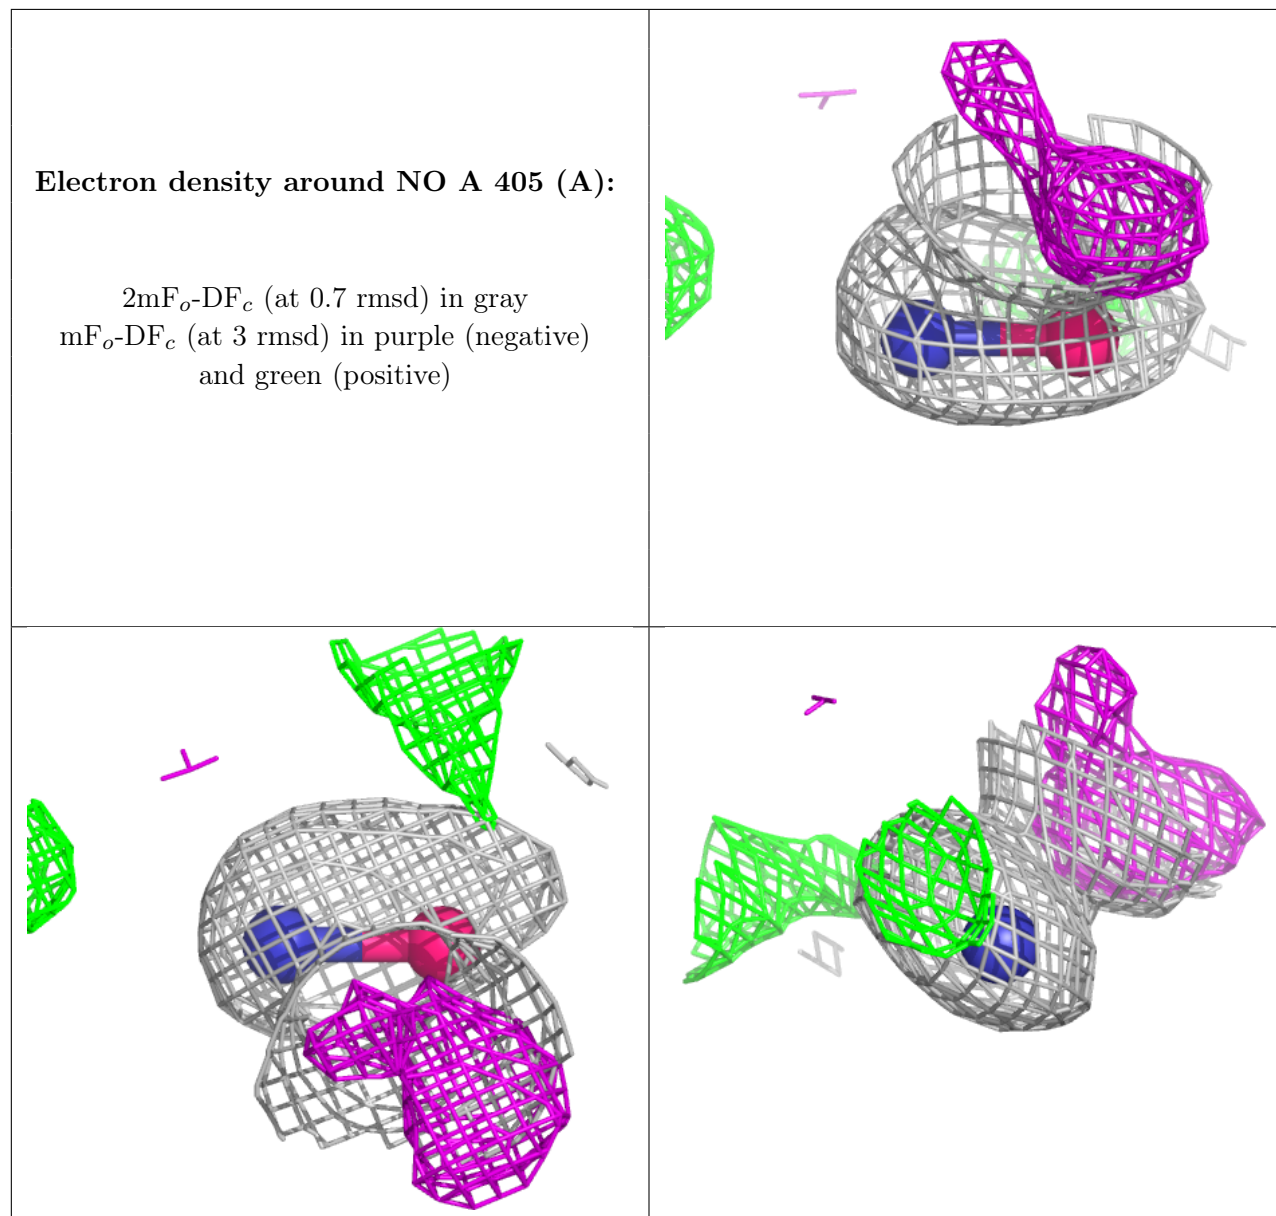 Electron density around NO A 405 (A):
2mFₒ-DF𝒸 (at 0.7 rmsd) in gray
mFₒ-DF𝒸 (at 3 rmsd) in purple (negative)
and green (positive)